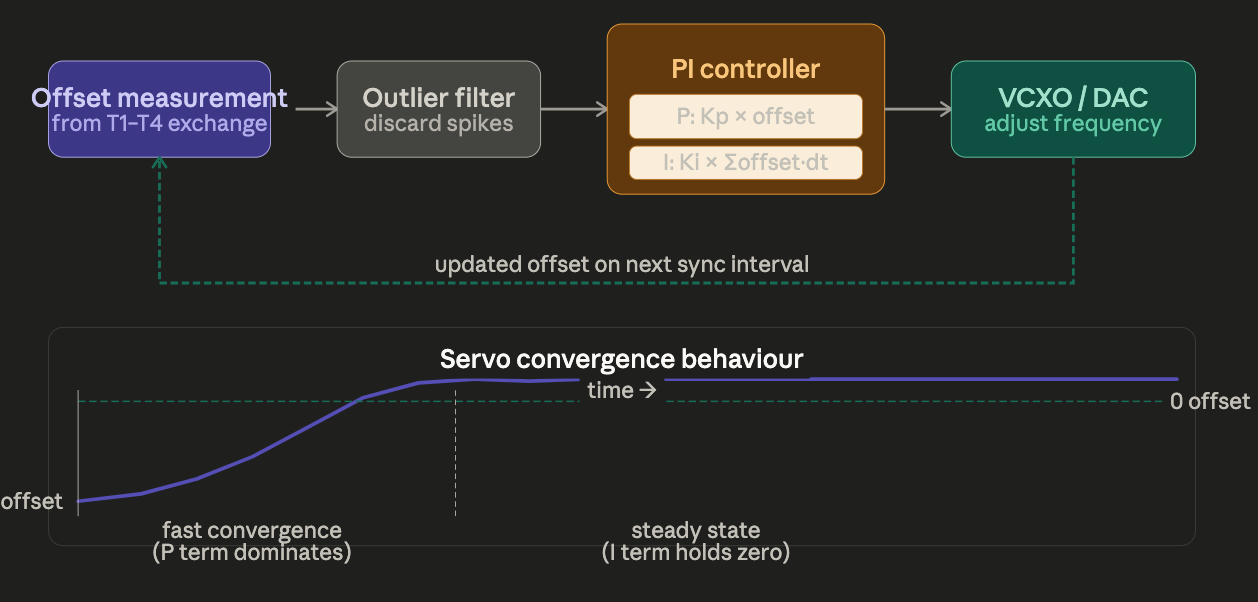 Offset measurement
from T1–T4 exchange
Outlier filter
discard spikes
PI controller
P: Kp × offset
I: Ki × Σoffset·dt
VCXO / DAC
adjust frequency
updated offset on next sync interval
Servo convergence behaviour
time →
0 offset
offset
fast convergence
(P term dominates)
steady state
(I term holds zero)